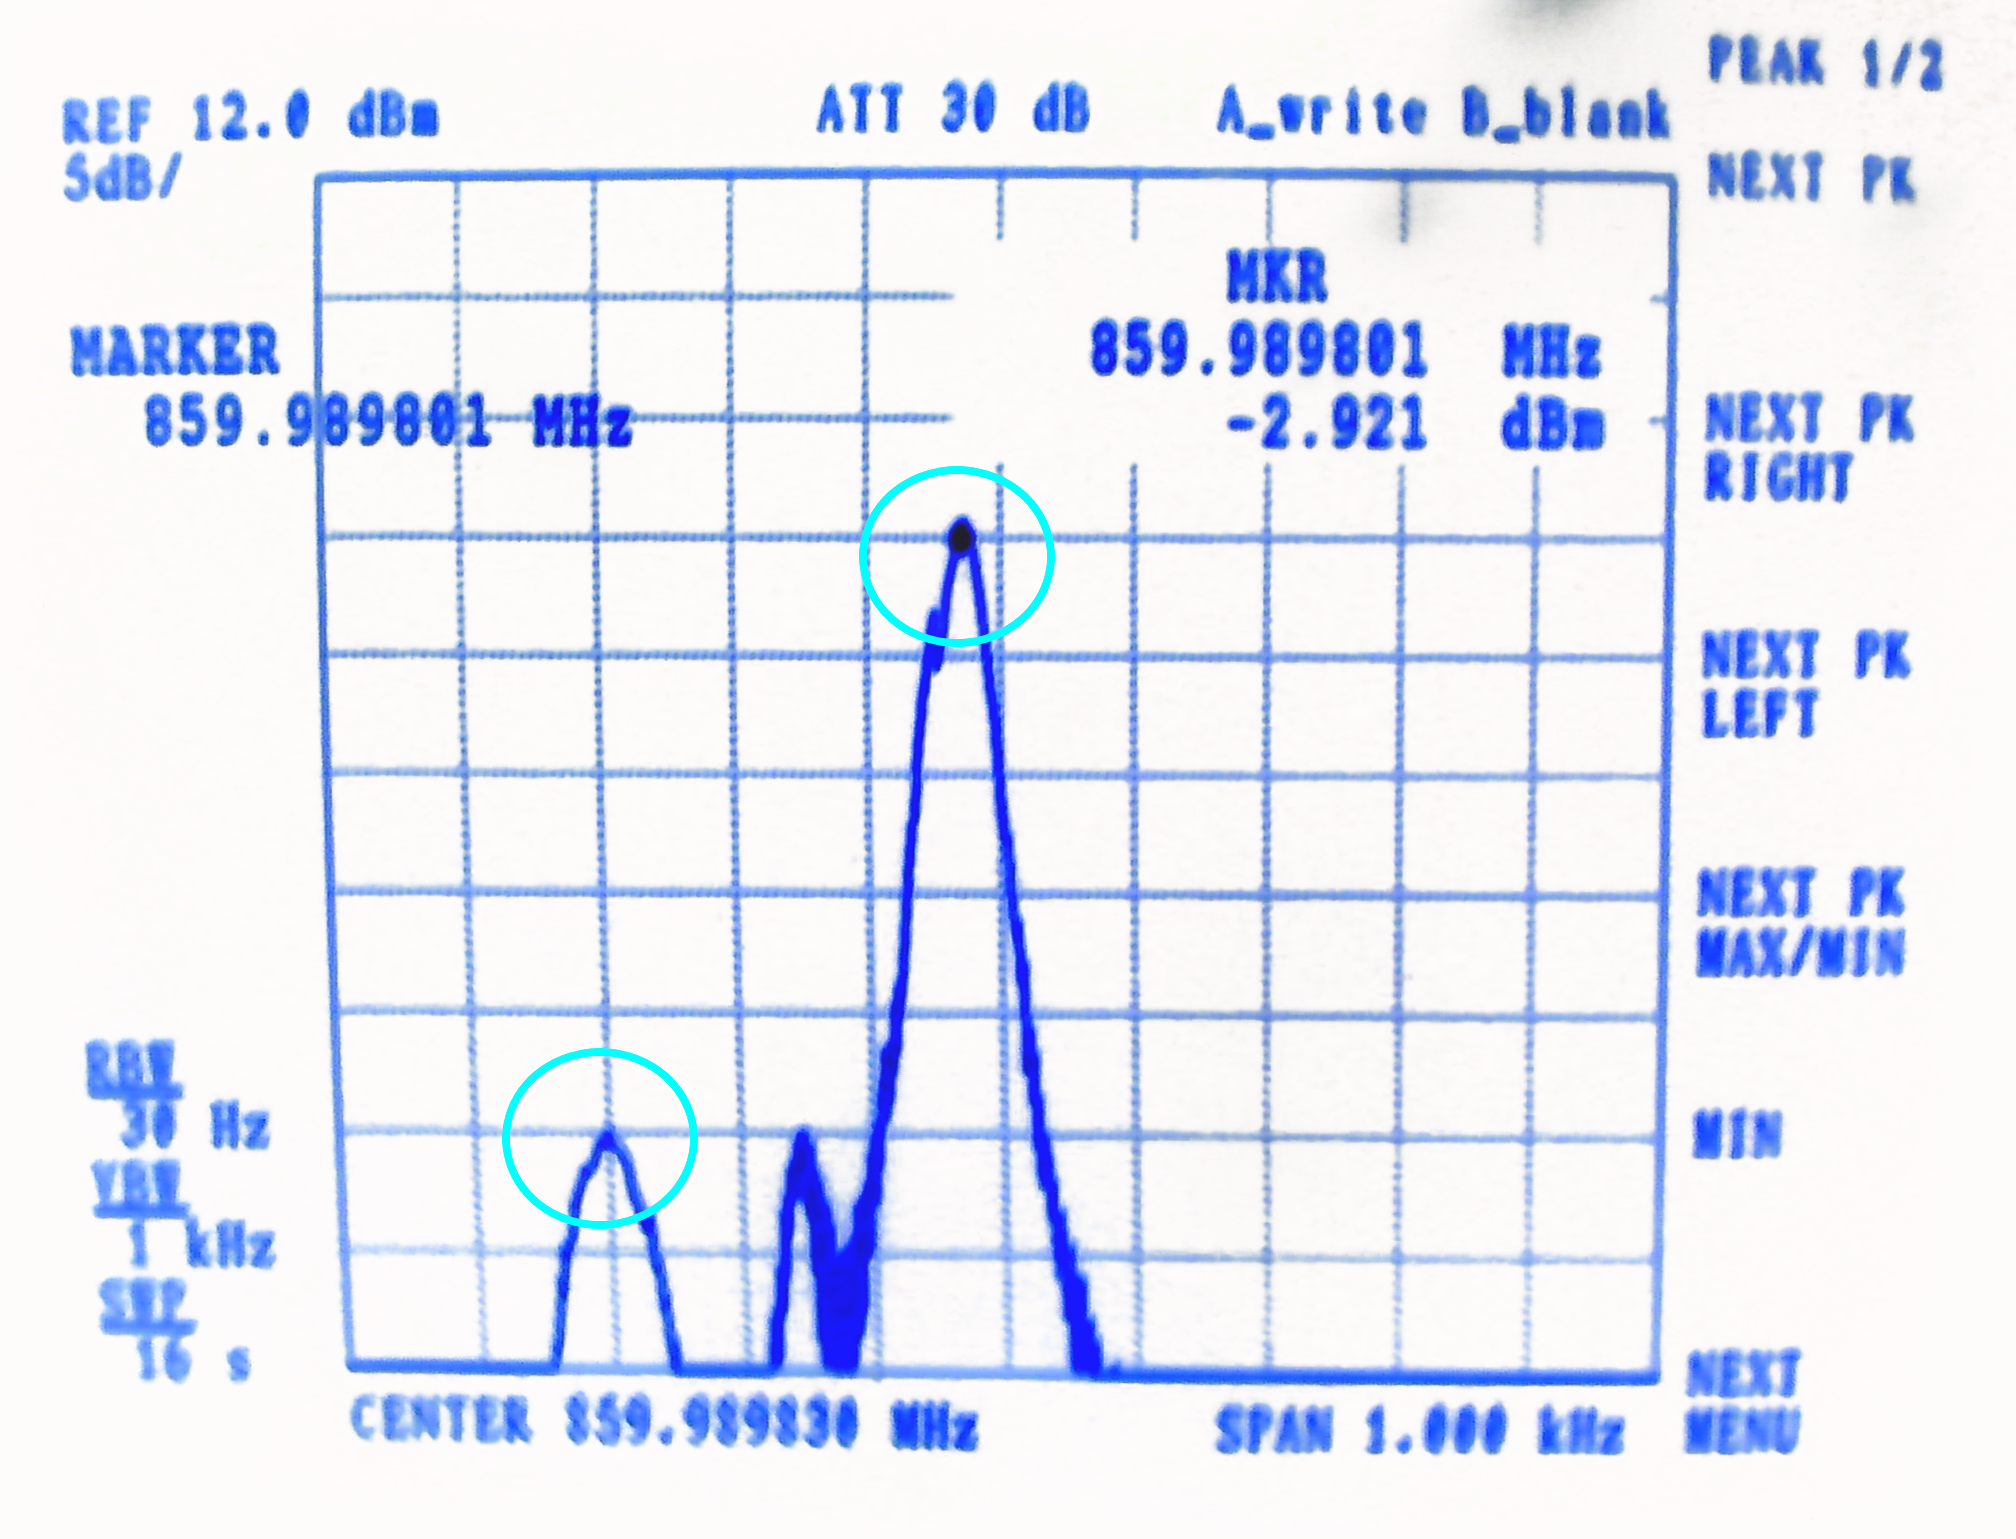 PEAK 1/2
REF 12.0 dBm ATT 30 dB A_write B_blank
5dB/
NEXT PK
MKR
MARKER
859.989801 MHz
859.989801 MHz
-2.921 dBm
NEXT PK
RIGHT
NEXT PK
LEFT
NEXT PK
MAX/MIN
RBW
30 Hz
MIN
VBW
1 kHz
SWP
16 s
CENTER 859.989830 MHz SPAN 1.000 kHz
NEXT
MENU